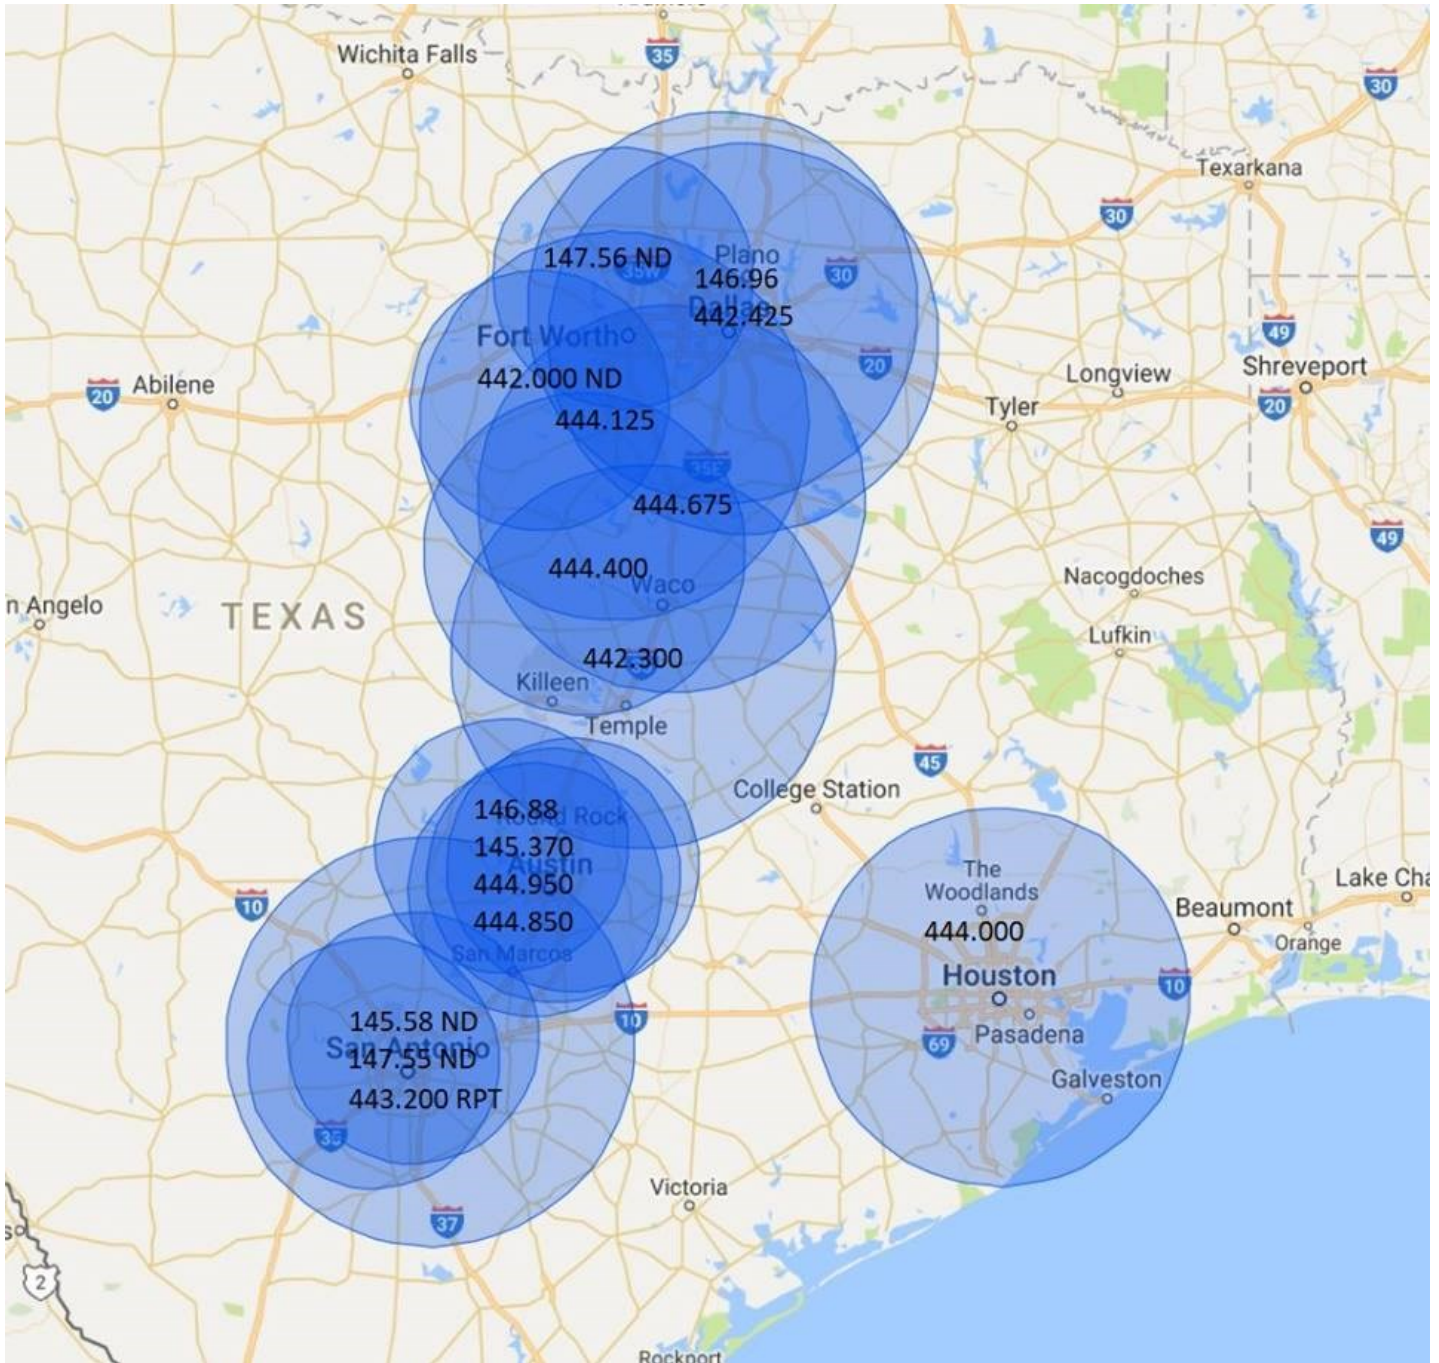 35
Wichita Falls
30
Texarkana
30
147.56 ND
35W
Plano
146.96
30
Dallas
442.425
Fort Worth
49
20
Longview
Shreveport
442.000 ND
20
Abilene
20
Tyler
444.125
35E
444.675
49
444.400
Waco
Nacogdoches
n Angelo
TEXAS
Lufkin
442.300
Killeen
Temple
45
College Station
146.88
Round Rock
145.370
Austin
444.950
The
Woodlands
Lake Cha
10
Beaumont
444.850
444.000
Orange
San Marcos
Houston
10
145.58 ND
10
San Antonio
69
Pasadena
147.55 ND
Galveston
443.200 RPT
35
Victoria
37
2
Rockport